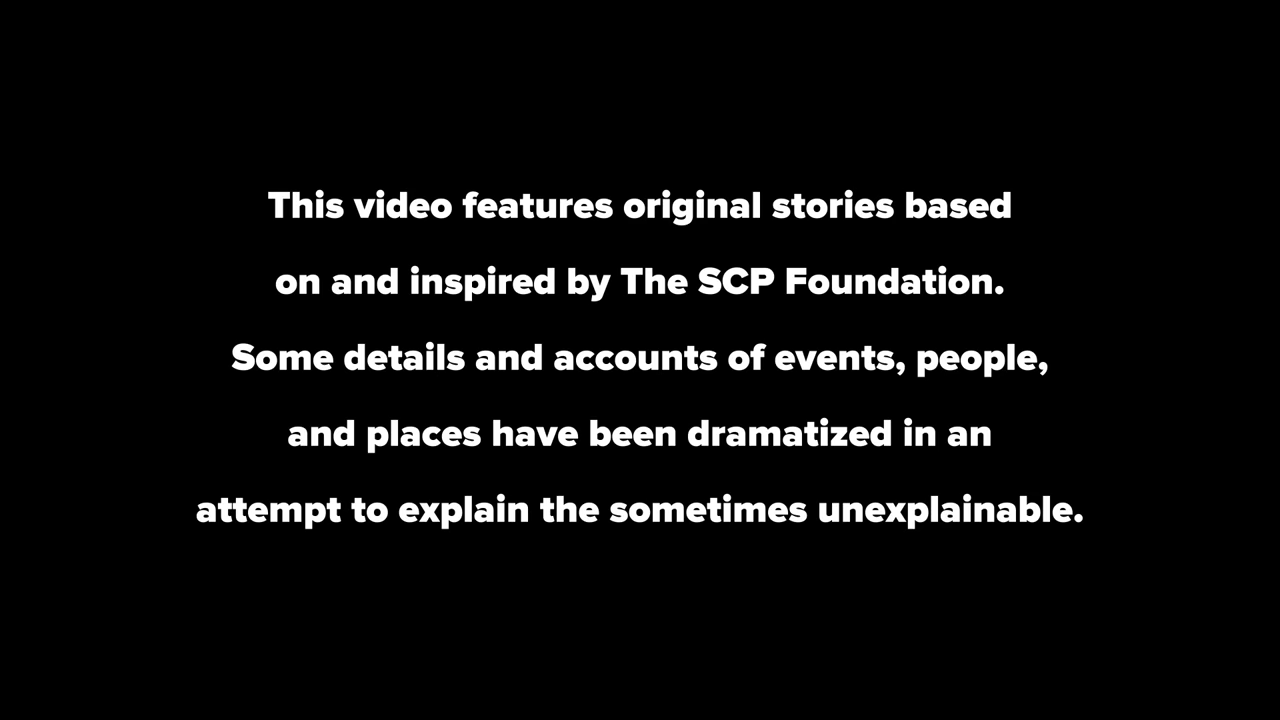 This video features original stories based
on and inspired by The SCP Foundation.
Some details and accounts of events, people,
and places have been dramatized in an
attempt to explain the sometimes unexplainable.